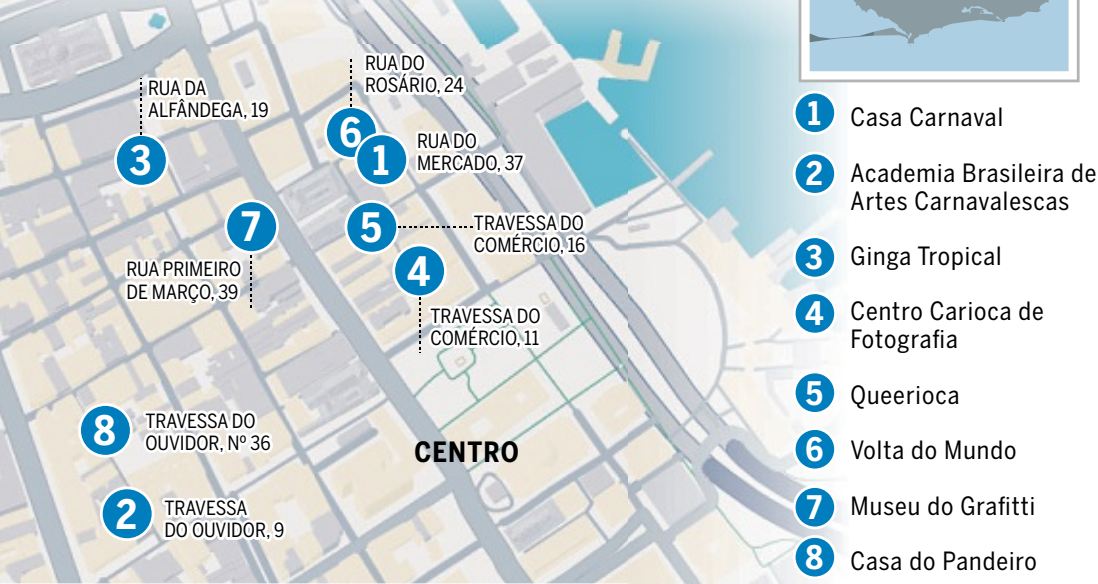 RUA DO
ROSÁRIO, 24
RUA DA
ALFÂNDEGA, 19
6
1
RUA DO
MERCADO, 37
3
7
5
TRAVESSA DO
COMÉRCIO, 16
4
RUA PRIMEIRO
DE MARÇO, 39
TRAVESSA DO
COMÉRCIO, 11
8
TRAVESSA DO
OUVIDOR, Nº 36
CENTRO
2
TRAVESSA
DO OUVIDOR, 9
1 Casa Carnaval
2 Academia Brasileira de
Artes Carnavalescas
3 Ginga Tropical
4 Centro Carioca de
Fotografia
5 Queerioca
6 Volta do Mundo
7 Museu do Grafitti
8 Casa do Pandeiro